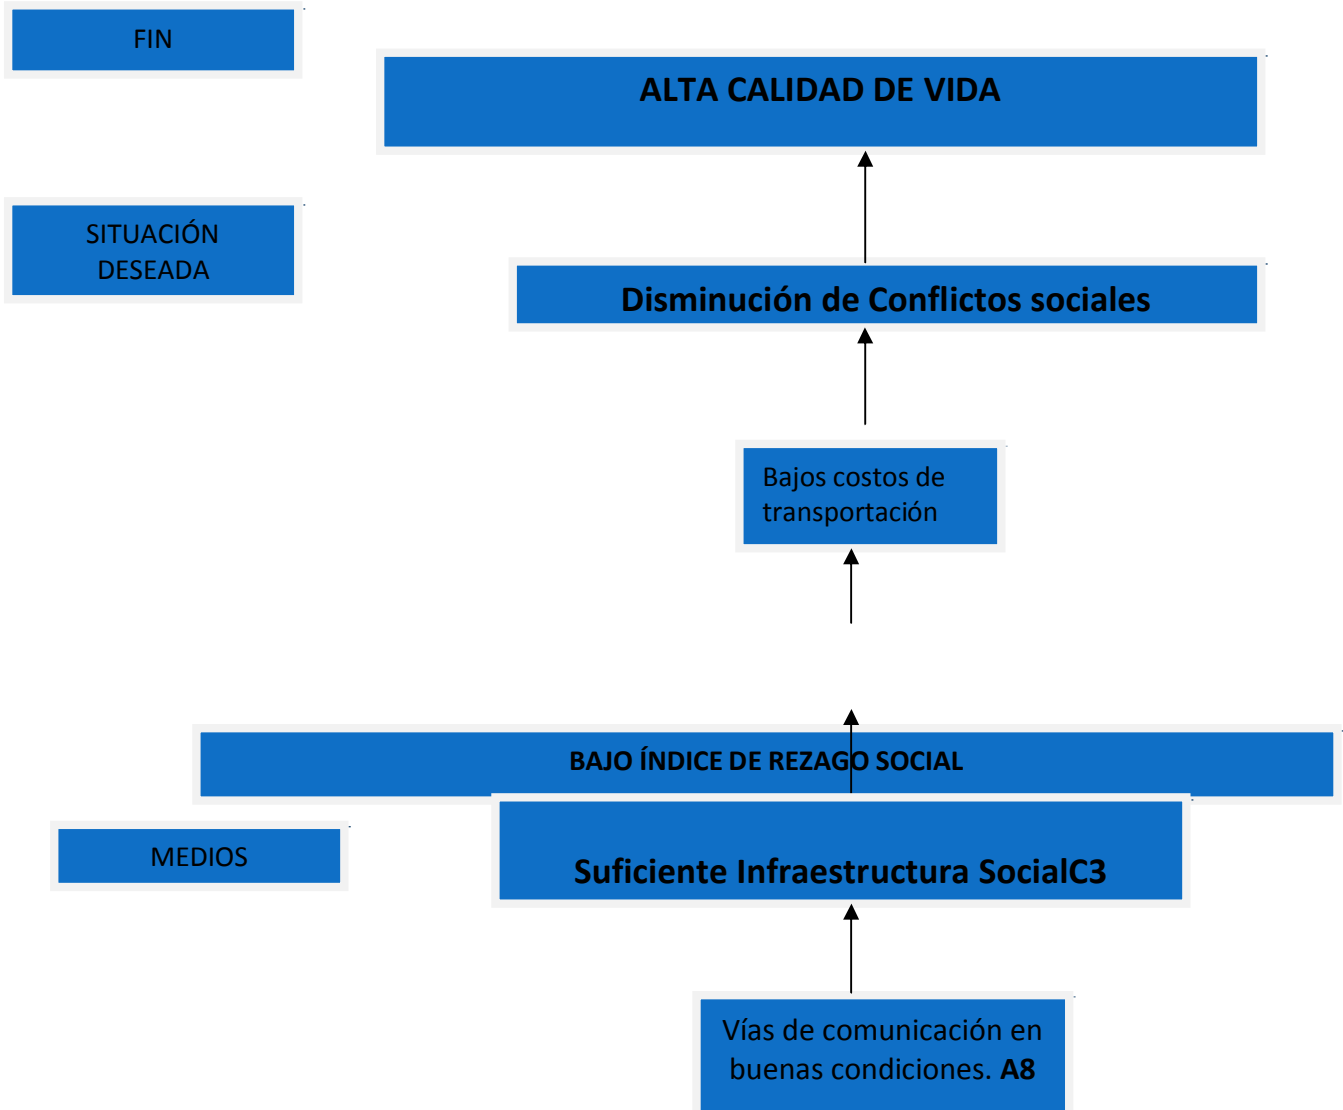 FIN
ALTA CALIDAD DE VIDA
SITUACIÓN
DESEADA
Disminución de Conflictos sociales
Bajos costos de
transportación
BAJO ÍNDICE DE REZAGO SOCIAL
MEDIOS
Suficiente Infraestructura SocialC3
Vías de comunicación en
buenas condiciones. A8